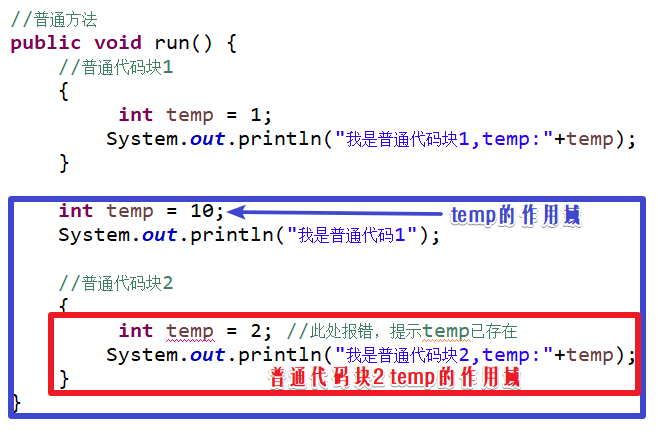 //普通方法
public void run() {
//普通代码块1
{
int temp = 1;
System.out.println("我是普通代码块1,temp:"+temp);
}
int temp = 10;
temp的作用域
System.out.println("我是普通代码1");
//普通代码块2
{
int temp = 2; //此处报错，提示temp已存在
System.out.println("我是普通代码块2,temp:"+temp);
}
普通代码块2 temp的作用域
}